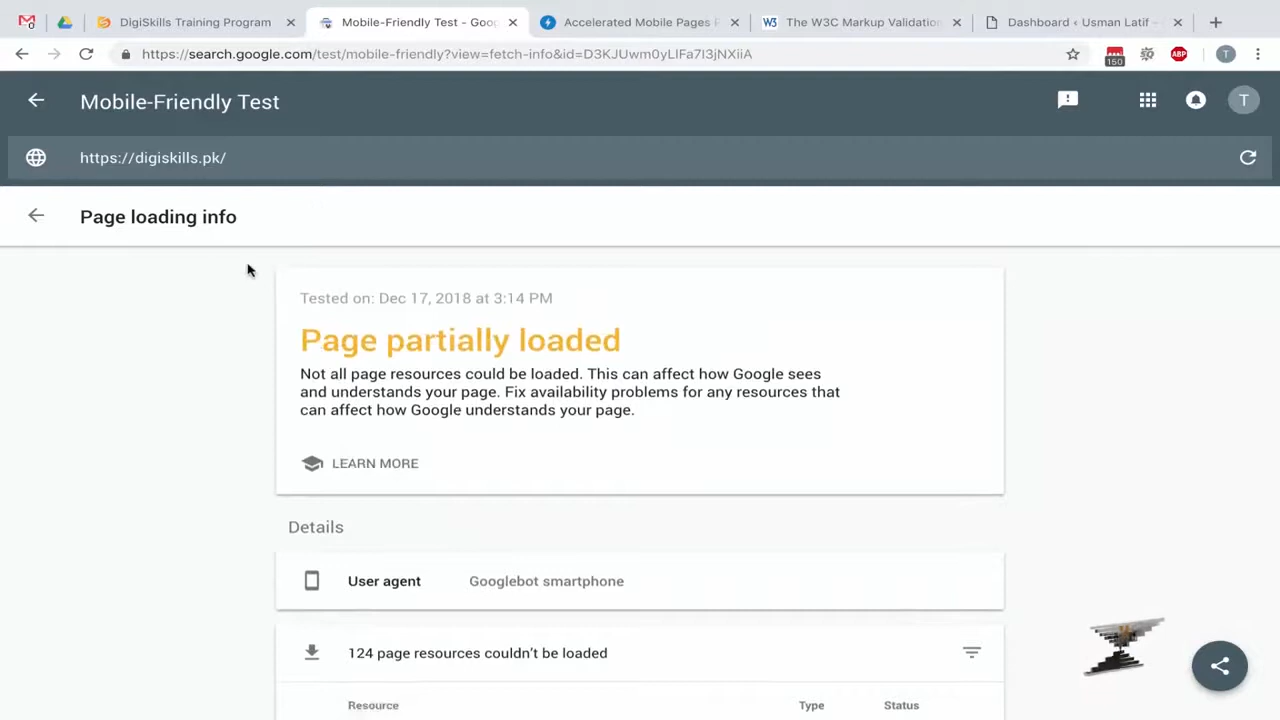 DigiSkills Training Program
Mobile-Friendly Test - Goo
Accelerated Mobile Pages P
The W3C Markup Validation
Dashboard ‹ Usman Latif –
https://search.google.com/test/mobile-friendly?view=fetch-info&id=D3KJUwm0yLlFa7l3jNXiiA
150
ABP
T
Mobile-Friendly Test
T
https://digiskills.pk/
Page loading info
Tested on: Dec 17, 2018 at 3:14 PM
Page partially loaded
Not all page resources could be loaded. This can affect how Google sees
and understands your page. Fix availability problems for any resources that
can affect how Google understands your page.
LEARN MORE
Details
User agent Googlebot smartphone
124 page resources couldn't be loaded
Resource Type Status